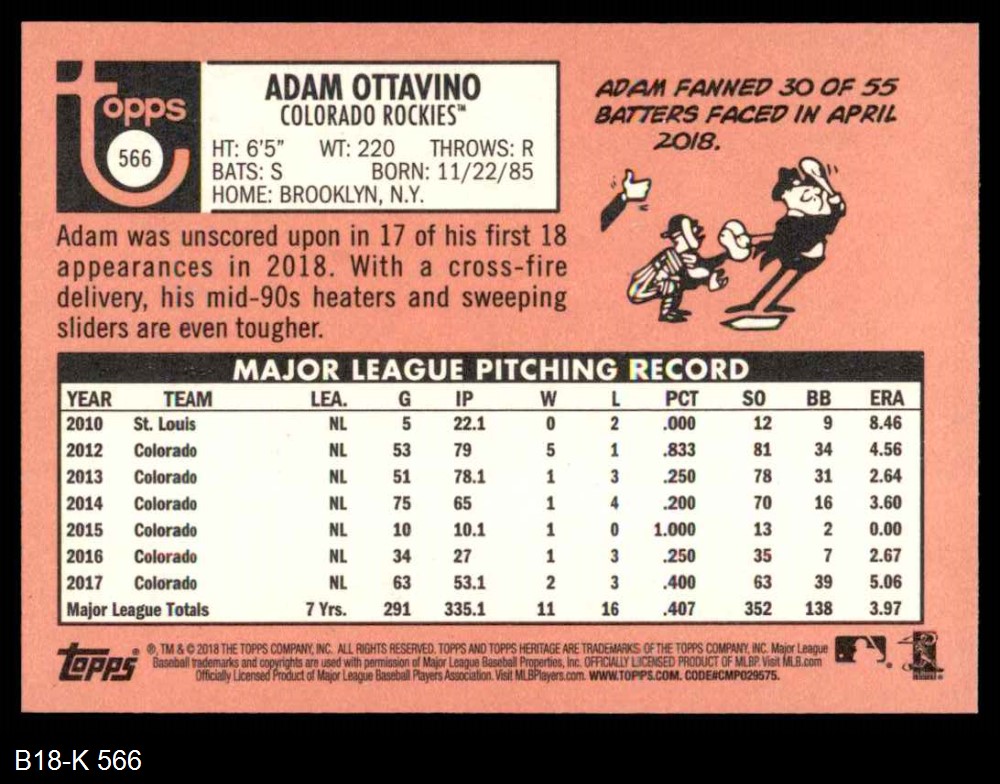 Topps
566
ADAM OTTAVINO
COLORADO ROCKIES™
HT: 6'5" WT: 220 THROWS: R
BATS: S BORN: 11/22/85
HOME: BROOKLYN, N.Y.
ADAM FANNED 30 OF 55
BATTERS FACED IN APRIL
2018.
Adam was unscored upon in 17 of his first 18
appearances in 2018. With a cross-fire
delivery, his mid-90s heaters and sweeping
sliders are even tougher.
MAJOR LEAGUE PITCHING RECORD
YEAR TEAM LEA. G IP W L PCT SO BB ERA
2010 St. Louis NL 5 22.1 0 2 .000 12 9 8.46
2012 Colorado NL 53 79 5 1 .833 81 34 4.56
2013 Colorado NL 51 78.1 1 3 .250 78 31 2.64
2014 Colorado NL 75 65 1 4 .200 70 16 3.60
2015 Colorado NL 10 10.1 1 0 1.000 13 2 0.00
2016 Colorado NL 34 27 1 3 .250 35 7 2.67
2017 Colorado NL 63 53.1 2 3 .400 63 39 5.06
Major League Totals 7 Yrs. 291 335.1 11 16 .407 352 138 3.97
Topps ®, TM & © 2018 THE TOPPS COMPANY, INC. ALL RIGHTS RESERVED. TOPPS AND TOPPS HERITAGE ARE TRADEMARKS OF THE TOPPS COMPANY, INC. Major League
Baseball trademarks and copyrights are used with permission of Major League Baseball Properties, Inc. OFFICIALLY LICENSED PRODUCT OF MLBP. Visit MLB.com
Officially Licensed Product of Major League Baseball Players Association. Visit MLBPlayers.com. WWW.TOPPS.COM. CODE#CMP029575.
B18-K 566